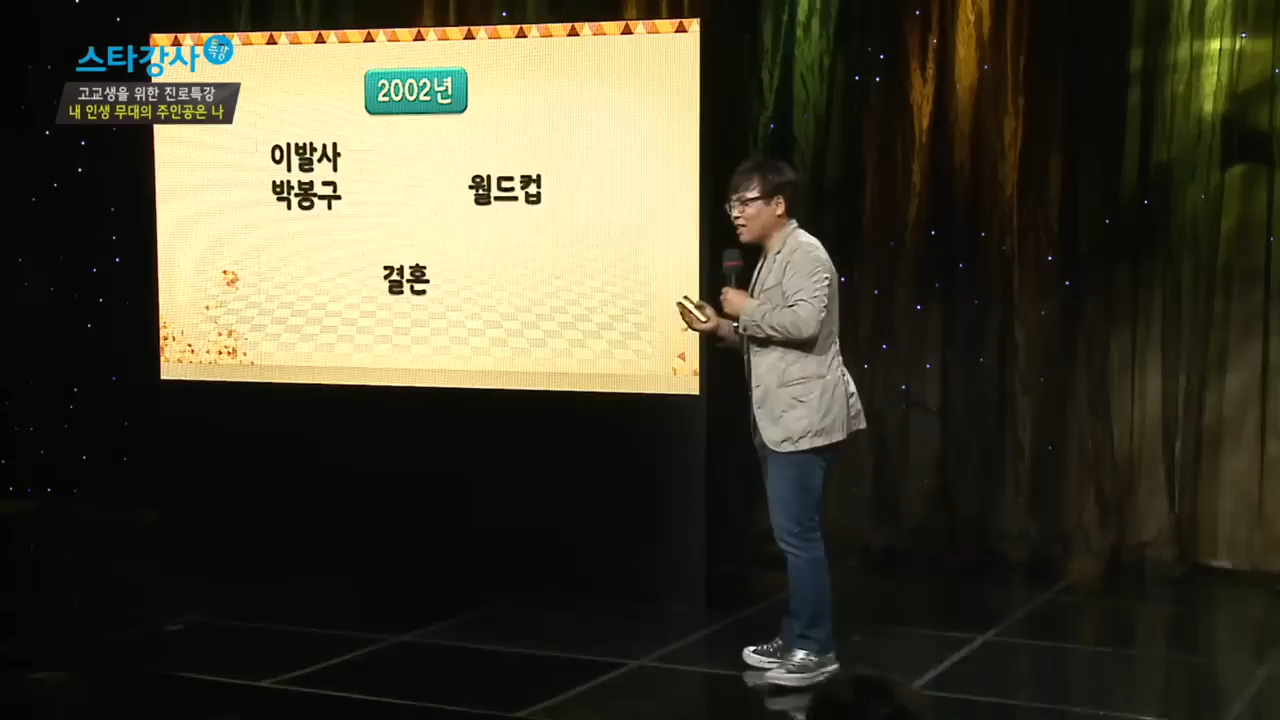 스타강사 특강
고교생을 위한 진로특강
내 인생 무대의 주인공은 나
2002년
이발사
박봉구
월드컵
결혼